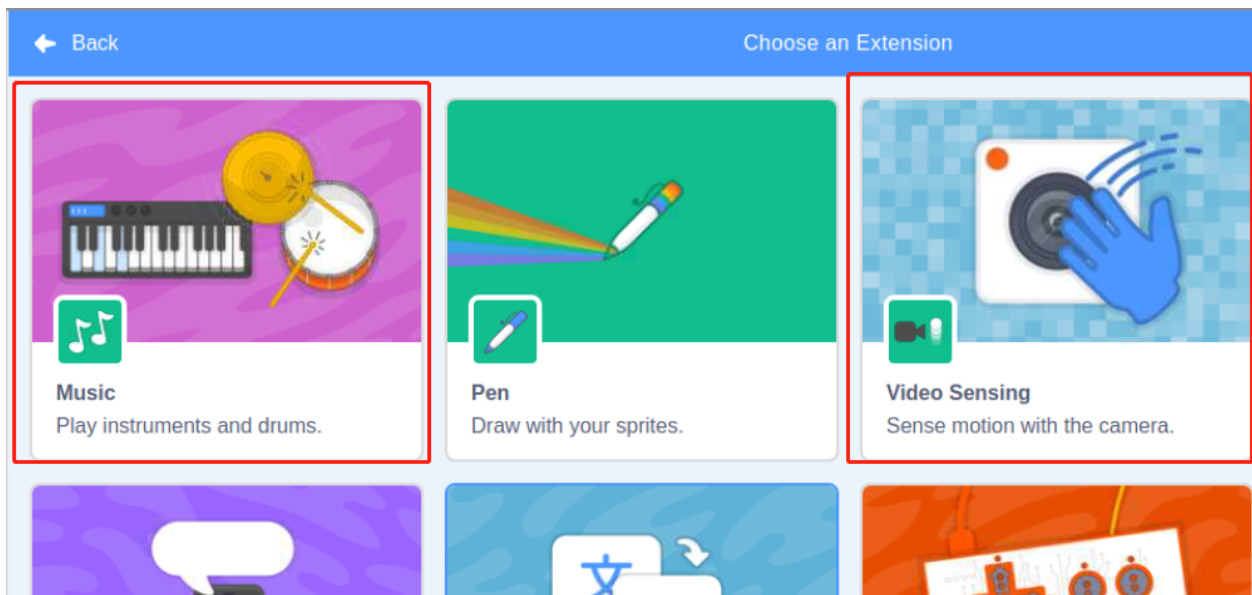 Back
Choose an Extension
Music
Play instruments and drums.
Pen
Draw with your sprites.
Video Sensing
Sense motion with the camera.
文